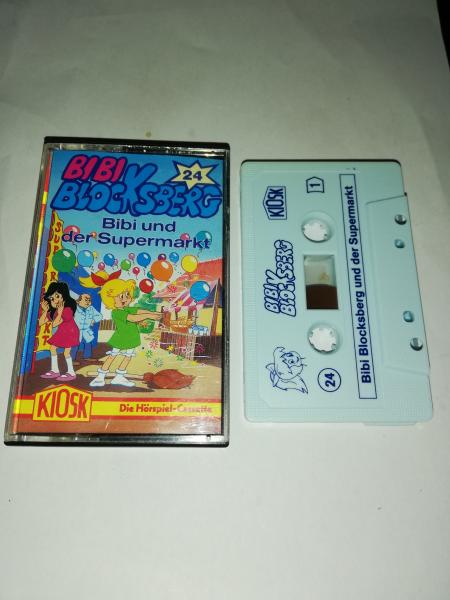 BIBI
BLOCKSBERG
24
Bibi und
der Supermarkt
SUPERMARKT
KIOSK
Die Hörspiel-Cassette
KIOSK
1
BIBI
BLOCKSBERG
24
Bibi Blocksberg und der Supermarkt